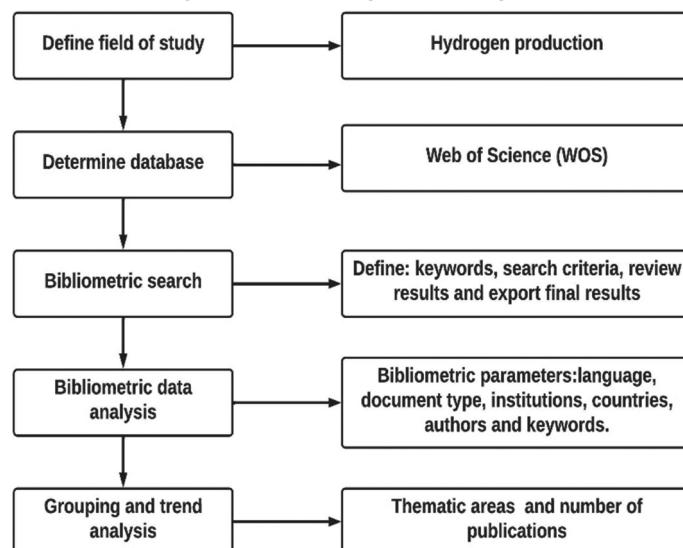 Define field of study
Hydrogen production
Determine database
Web of Science (WOS)
Bibliometric search
Define: keywords, search criteria, review
results and export final results
Bibliometric data
analysis
Bibliometric parameters:language,
document type, institutions, countries,
authors and keywords.
Grouping and trend
analysis
Thematic areas and number of
publications